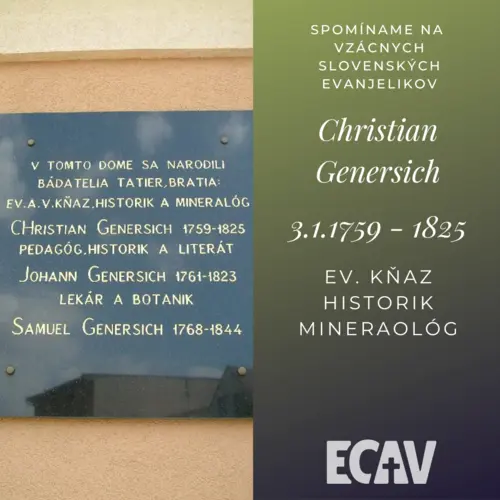 V TOMTO DOME SA NARODILI
BÁDATELIA TATIER, BRATIA:
EV.A.V.KŇAZ, HISTORIK A MINERALÓG
CHRISTIAN GENERSICH 1759-1825
PEDAGÓG, HISTORIK A LITERÁT
JOHANN GENERSICH 1761-1823
LEKÁR A BOTANIK
SAMUEL GENERSICH 1768-1844
SPOMÍNAME NA
VZÁCNYCH
SLOVENSKÝCH
EVANJELIKOV
Christian
Genersich
3.1.1759 - 1825
EV. KŇAZ
HISTORIK
MINERAOLÓG
ECAV